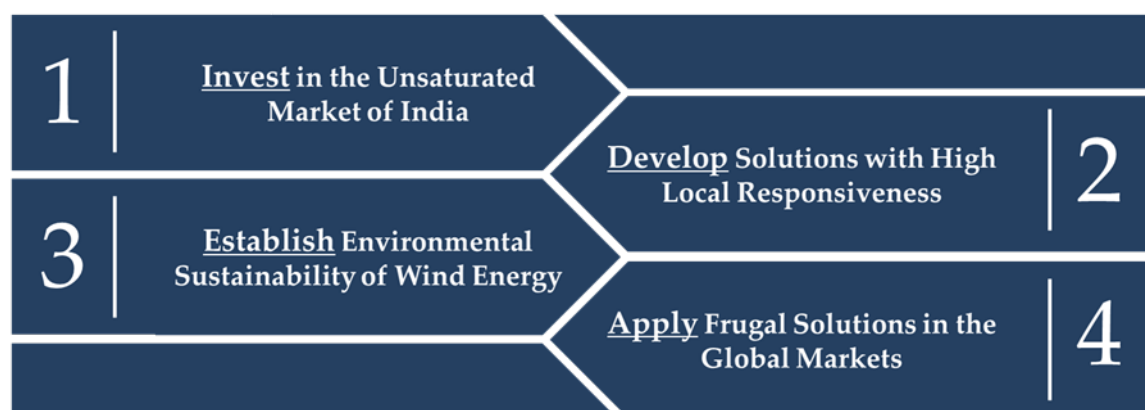 1
Invest in the Unsaturated
Market of India
Develop Solutions with High
Local Responsiveness
2
3
Establish Environmental
Sustainability of Wind Energy
Apply Frugal Solutions in the
Global Markets
4